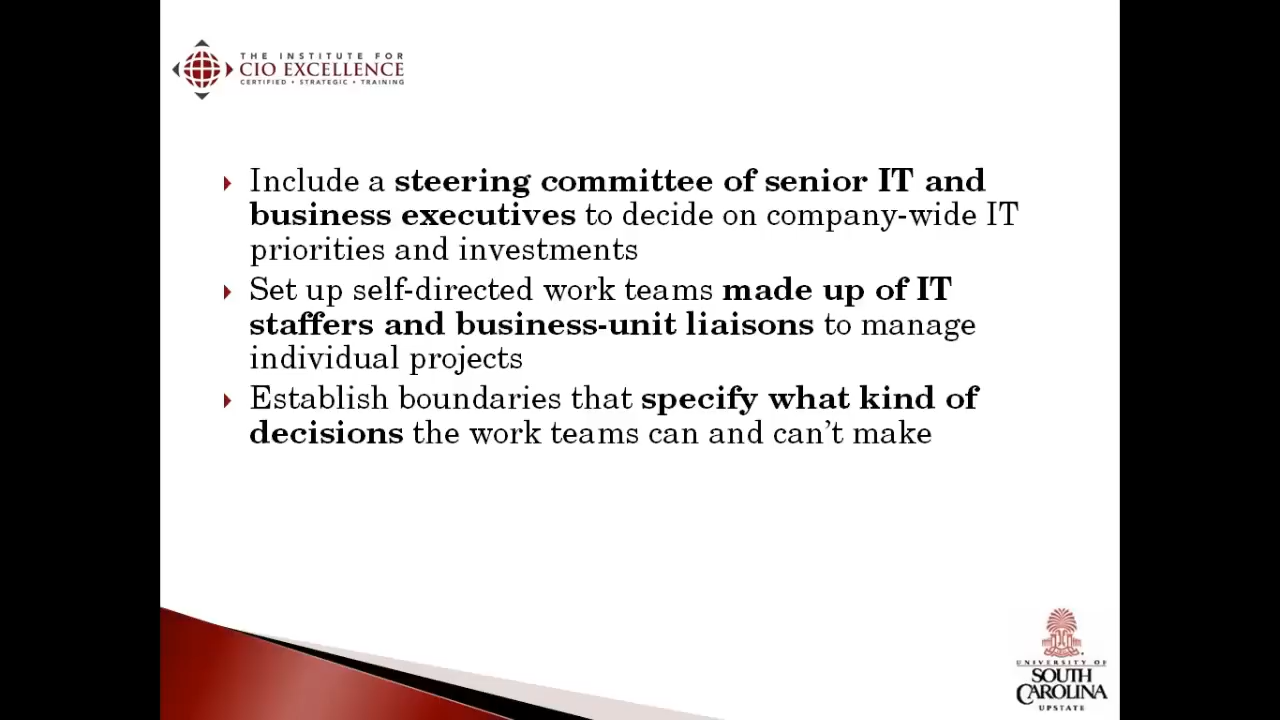 THE INSTITUTE FOR
CIO EXCELLENCE
CERTIFIED • STRATEGIC • TRAINING
Include a steering committee of senior IT and
business executives to decide on company-wide IT
priorities and investments
Set up self-directed work teams made up of IT
staffers and business-unit liaisons to manage
individual projects
Establish boundaries that specify what kind of
decisions the work teams can and can’t make
UNIVERSITY OF
SOUTH
CAROLINA
UPSTATE